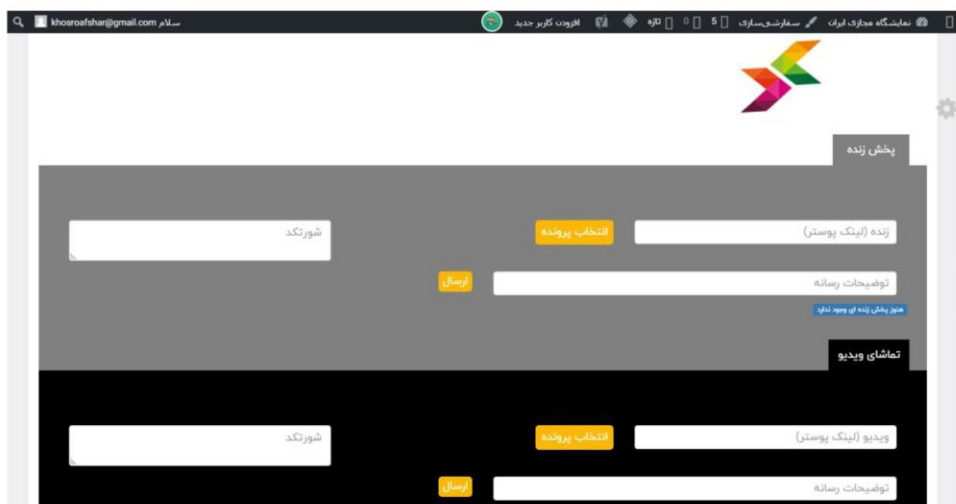 نمایشگاه مجازی ایران سفارشی‌سازی 5 0 تازه افزودن کاربر جدید سلام khosroafshar@gmail.com
پخش زنده
زنده (لینک پوستر) انتخاب پرونده شورتکد
توضیحات رسانه ارسال
هنوز پخش زنده ای وجود ندارد
تماشای ویدیو
ویدیو (لینک پوستر) انتخاب پرونده شورتکد
توضیحات رسانه ارسال